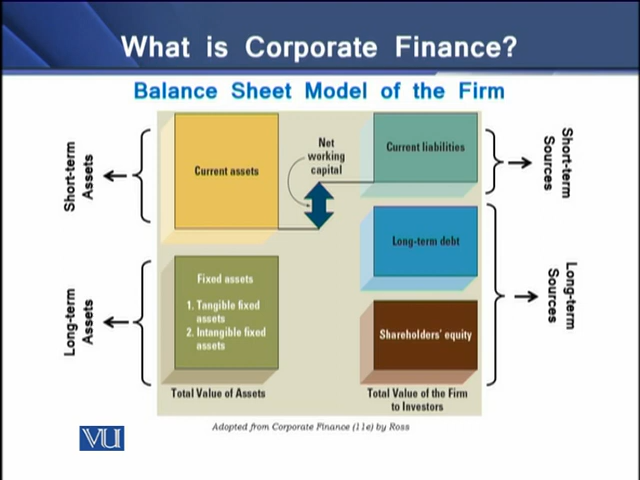 What is Corporate Finance?
Balance Sheet Model of the Firm
Short-term
Assets
Current assets
Net
working
capital
Current liabilities
Short-term
Sources
Long-term debt
Long-term
Assets
Fixed assets
1. Tangible fixed
assets
2. Intangible fixed
assets
Shareholders' equity
Long-term
Sources
Total Value of Assets
Total Value of the Firm
to Investors
Adopted from Corporate Finance (11e) by Ross
VU